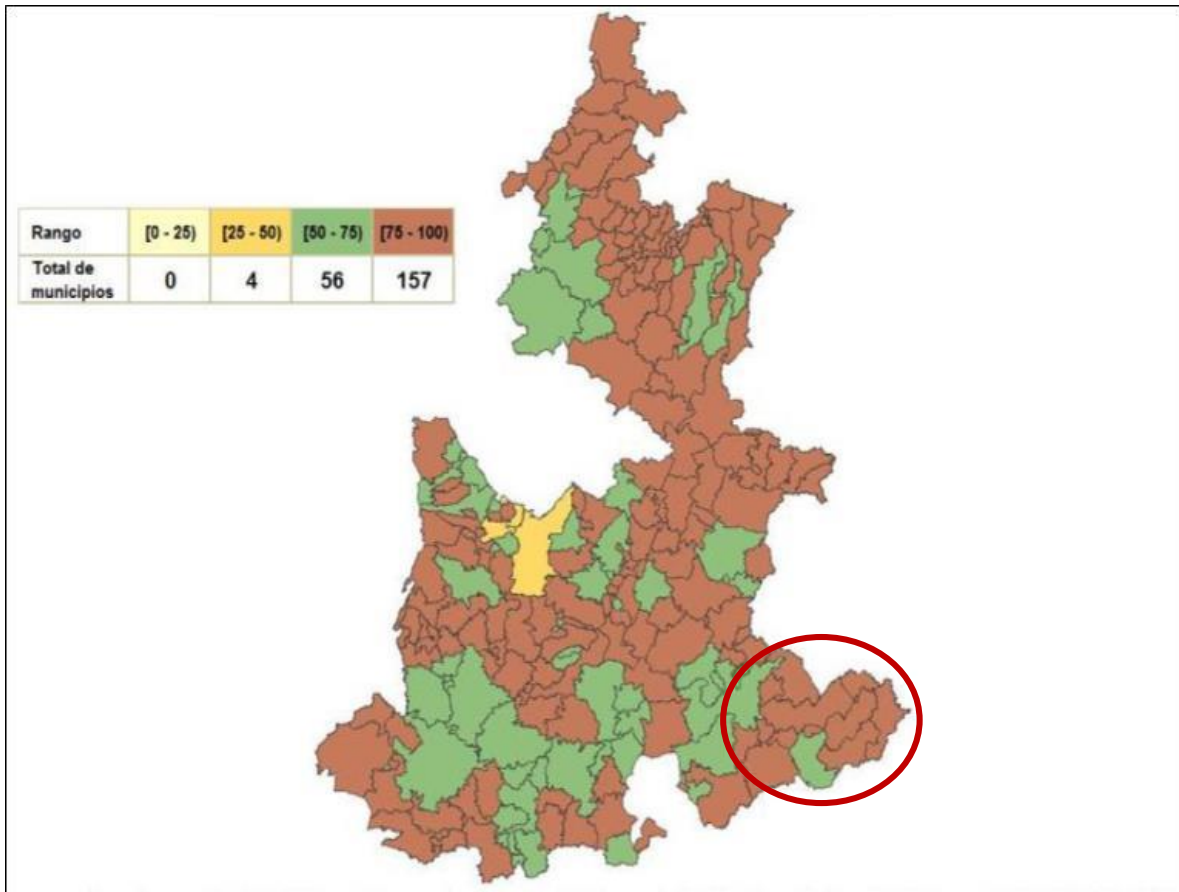 Rango [0 - 25) [25 - 50) [50 - 75) [75 - 100)
Total de municipios 0 4 56 157